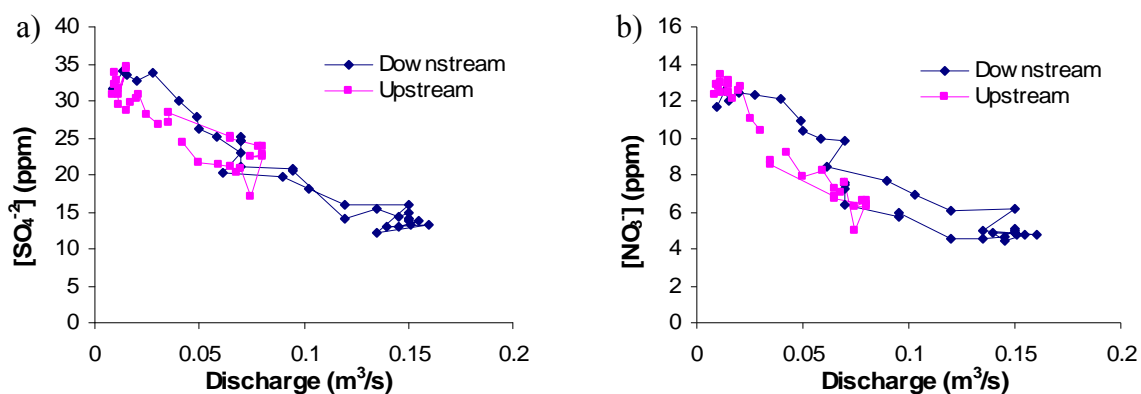 a)
[SO₄⁻²] (ppm)
40
35
30
25
20
15
10
5
0
Dow nstream
Upstream
0 0.05 0.1 0.15 0.2
Discharge (m³/s)
b)
[NO₃⁻] (ppm)
16
14
12
10
8
6
4
2
0
Dow nstream
Upstream
0 0.05 0.1 0.15 0.2
Discharge (m³/s)